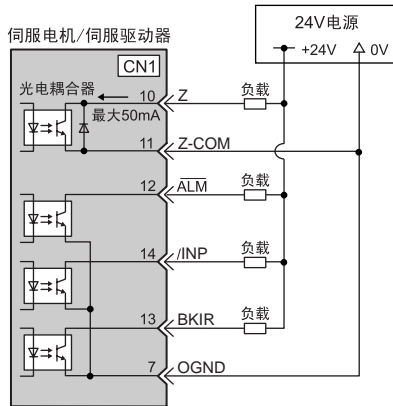 24V电源
+24V
0V
伺服电机/伺服驱动器
CN1
光电耦合器
最大50mA
10 Z 负载
11 Z-COM
12 ALM 负载
14 /INP 负载
13 BKIR 负载
7 OGND